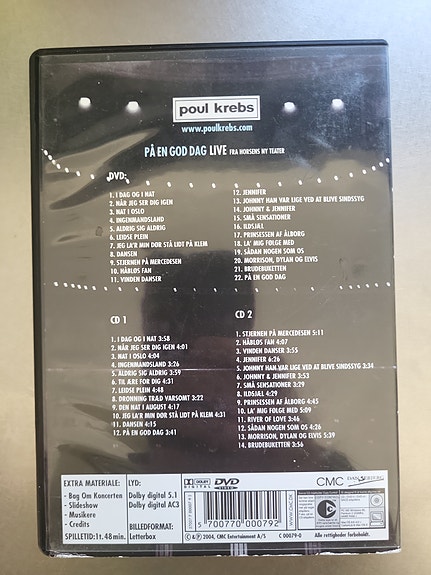 poul krebs
www.poulkrebs.com
PÅ EN GOD DAG LIVE FRA HORSENS NY TEATER
DVD:
1. I DAG OG I NAT
2. NÅR JEG SER DIG IGEN
3. NAT I OSLO
4. INGENMANDSLAND
5. ALDRIG SIG ALDRIG
6. LEIDSE PLEIN
7. JEG LA'R MIN DØR STÅ LIDT PÅ KLEM
8. DANSEN
9. STJERNEN PÅ MERCEDESEN
10. HÅBLØS FAN
11. VINDEN DANSER
12. JENNIFER
13. JOHNNY HAN VAR LIGE VED AT BLIVE SINDSSYG
14. JOHNNY & JENNIFER
15. SMÅ SENSATIONER
16. ILDSJÆL
17. PRINSESSEN AF ÅLBORG
18. LA' MIG FØLGE MED
19. SÅDAN NOGEN SOM OS
20. MORRISON, DYLAN OG ELVIS
21. BRUDEBUKETTEN
22. PÅ EN GOD DAG
CD 1
1. I DAG OG I NAT 3:58
2. NÅR JEG SER DIG IGEN 4:01
3. NAT I OSLO 4:04
4. INGENMANDSLAND 3:26
5. ALDRIG SIG ALDRIG 3:59
6. TIL ÆRE FOR DIG 4:31
7. LEIDSE PLEIN 4:48
8. DRONNING TRÅD VARSOMT 3:22
9. DEN NAT I AUGUST 4:17
10. JEG LA'R MIN DØR STÅ LIDT PÅ KLEM 4:31
11. DANSEN 4:15
12. PÅ EN GOD DAG 3:41
CD 2
1. STJERNEN PÅ MERCEDESEN 5:11
2. HÅBLØS FAN 4:07
3. VINDEN DANSER 3:55
4. JENNIFER 6:26
5. JOHNNY HAN VAR LIGE VED AT BLIVE SINDSSYG 3:34
6. JOHNNY & JENNIFER 3:53
7. SMÅ SENSATIONER 3:29
8. ILDSJÆL 4:29
9. PRINSESSEN AF ÅLBORG 4:45
10. LA' MIG FØLGE MED 5:09
11. RIVER OF LOVE 3:46
12. SÅDAN NOGEN SOM OS 4:26
13. MORRISON, DYLAN OG ELVIS 5:39
14. BRUDEBUKETTEN 3:56
EXTRA MATERIALE:
- Bag Om Koncerten
- Slideshow
- Musikere
- Credits
SPILLETID: 1t. 48min.
LYD:
Dolby digital 5.1
Dolby digital AC3
BILLEDFORMAT:
Letterbox
DOLBY
DIGITAL
DVD
VIDEO
5 700770 000792
℗ & © 2004, CMC Entertainment A/S
C 00079-0
CMC
Alle rettigheder forbeholdt.